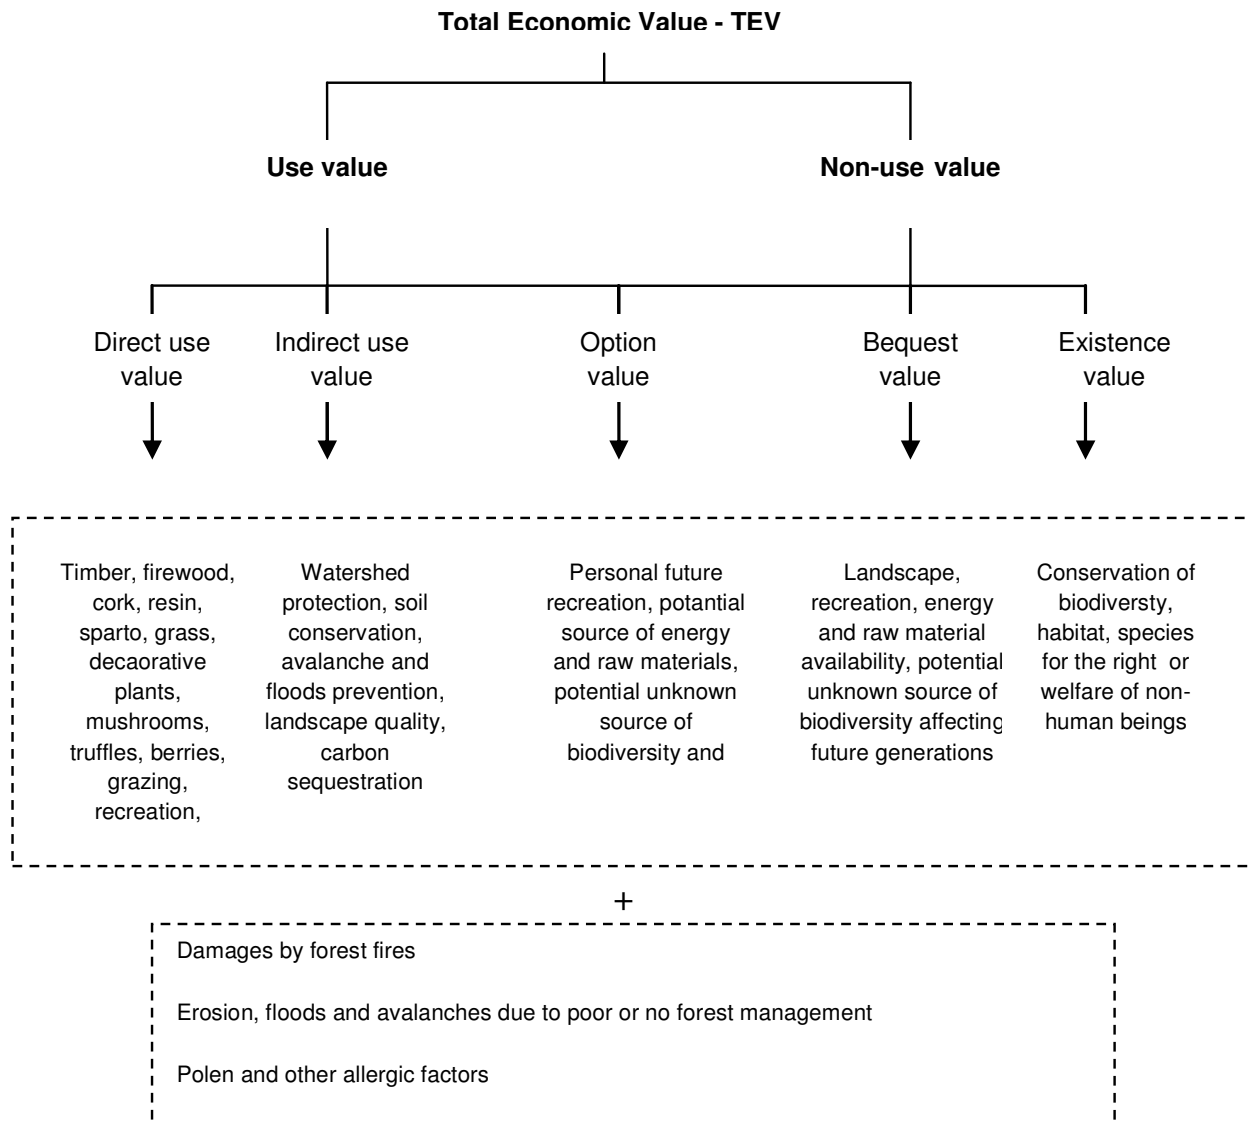 Total Economic Value - TEV
Use value
Non-use value
Direct use
value
Indirect use
value
Option
value
Bequest
value
Existence
value
Timber, firewood,
cork, resin,
sparto, grass,
decaorative
plants,
mushrooms,
truffles, berries,
grazing,
recreation,
Watershed
protection, soil
conservation,
avalanche and
floods prevention,
landscape quality,
carbon
sequestration
Personal future
recreation, potantial
source of energy
and raw materials,
potential unknown
source of
biodiversity and
Landscape,
recreation, energy
and raw material
availability, potential
unknown source of
biodiversity affecting
future generations
Conservation of
biodiversty,
habitat, species
for the right or
welfare of non-
human beings
+
Damages by forest fires
Erosion, floods and avalanches due to poor or no forest management
Polen and other allergic factors